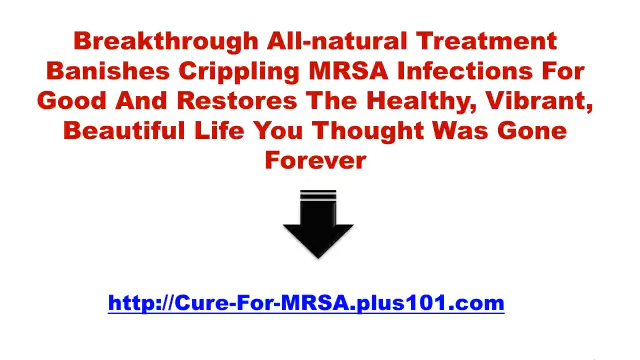 Breakthrough All-natural Treatment
Banishes Crippling MRSA Infections For
Good And Restores The Healthy, Vibrant,
Beautiful Life You Thought Was Gone
Forever
http://Cure-For-MRSA.plus101.com